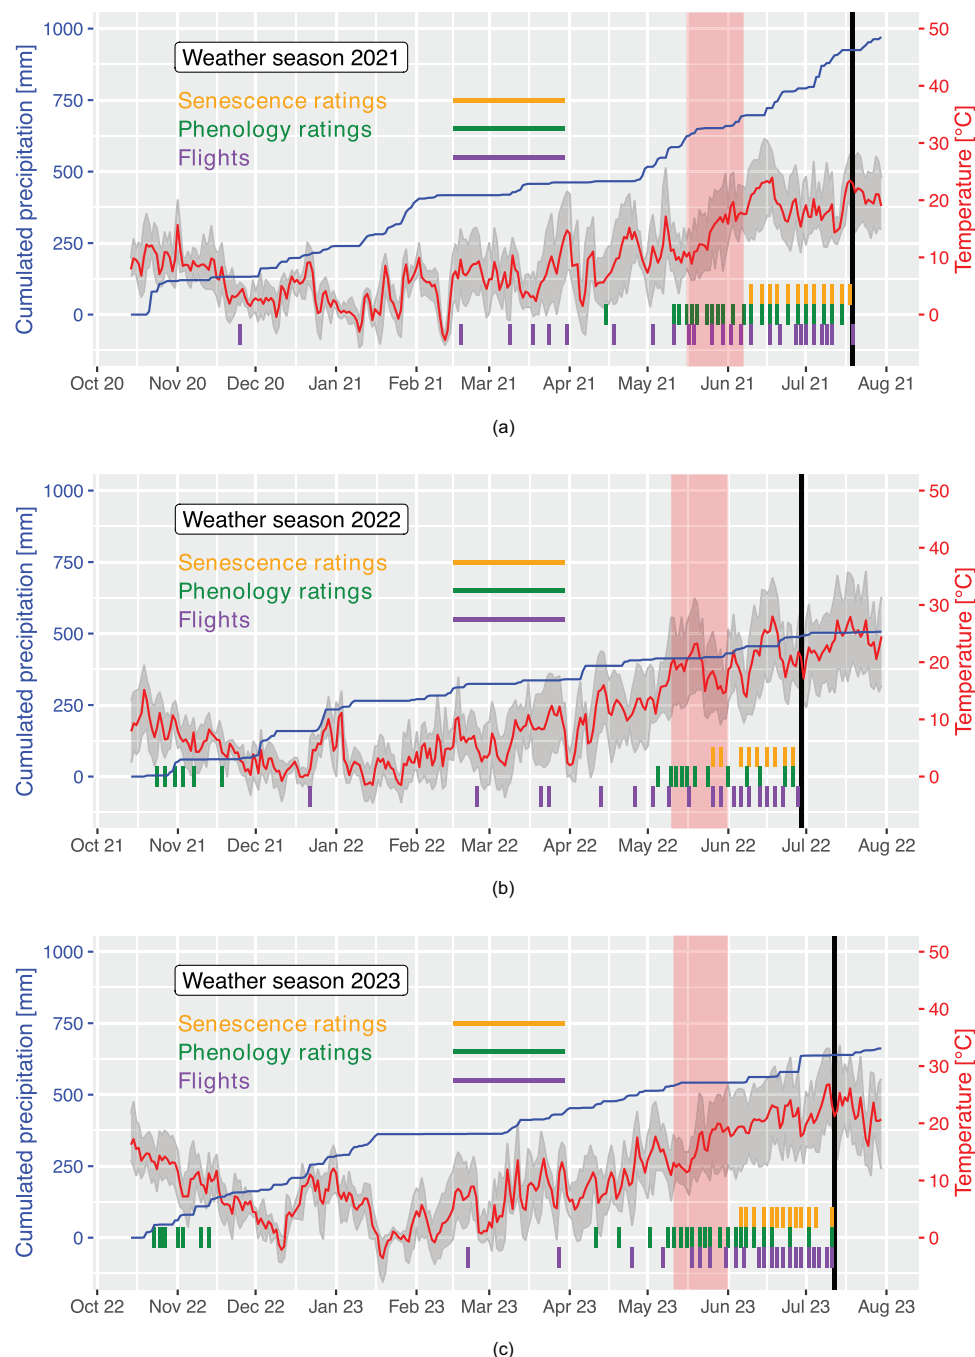 Weather season 2021
Senescence ratings
Phenology ratings
Flights
Cumulated precipitation [mm]
1000
750
500
250
0
Temperature [°C]
50
40
30
20
10
0
Oct 20 Nov 20 Dec 20 Jan 21 Feb 21 Mar 21 Apr 21 May 21 Jun 21 Jul 21 Aug 21
(a)
Weather season 2022
Senescence ratings
Phenology ratings
Flights
Cumulated precipitation [mm]
1000
750
500
250
0
Temperature [°C]
50
40
30
20
10
0
Oct 21 Nov 21 Dec 21 Jan 22 Feb 22 Mar 22 Apr 22 May 22 Jun 22 Jul 22 Aug 22
(b)
Weather season 2023
Senescence ratings
Phenology ratings
Flights
Cumulated precipitation [mm]
1000
750
500
250
0
Temperature [°C]
50
40
30
20
10
0
Oct 22 Nov 22 Dec 22 Jan 23 Feb 23 Mar 23 Apr 23 May 23 Jun 23 Jul 23 Aug 23
(c)